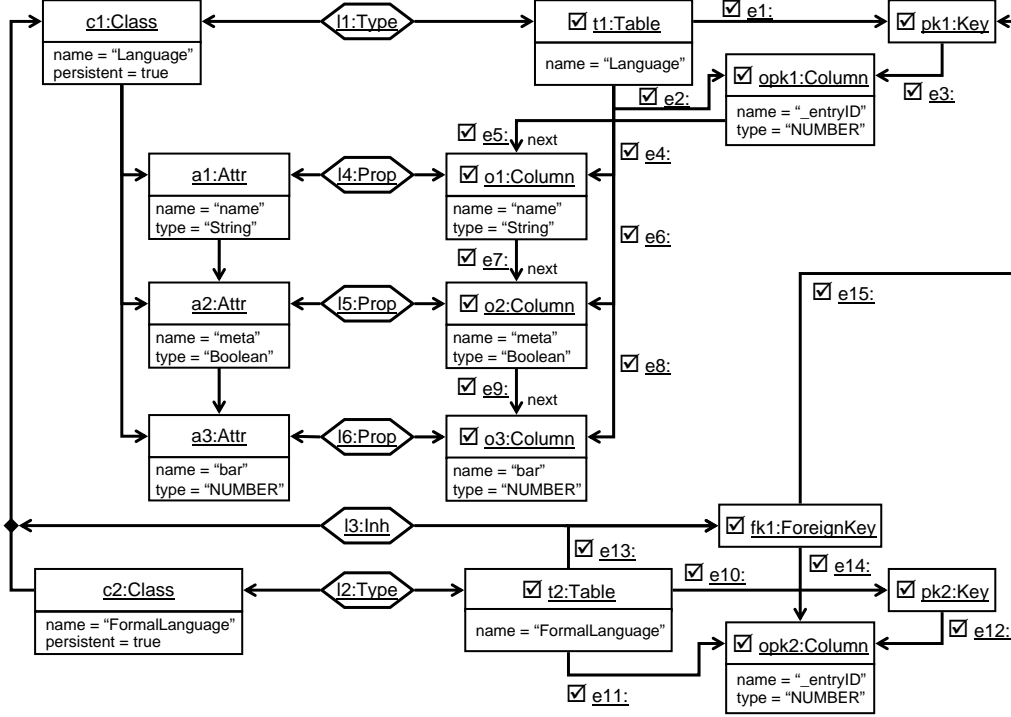 c1:Class
name = “Language”
persistent = true
l1:Type
t1:Table
name = “Language”
e1:
pk1:Key
opk1:Column
name = “_entryID”
type = “NUMBER”
e2:
e3:
e5:
next
e4:
a1:Attr
name = “name”
type = “String”
l4:Prop
o1:Column
name = “name”
type = “String”
e6:
e7:
next
a2:Attr
name = “meta”
type = “Boolean”
l5:Prop
o2:Column
name = “meta”
type = “Boolean”
e15:
e8:
e9:
next
a3:Attr
name = “bar”
type = “NUMBER”
l6:Prop
o3:Column
name = “bar”
type = “NUMBER”
l3:Inh
fk1:ForeignKey
e13:
e14:
c2:Class
name = “FormalLanguage”
persistent = true
l2:Type
t2:Table
name = “FormalLanguage”
e10:
pk2:Key
e12:
opk2:Column
name = “_entryID”
type = “NUMBER”
e11: